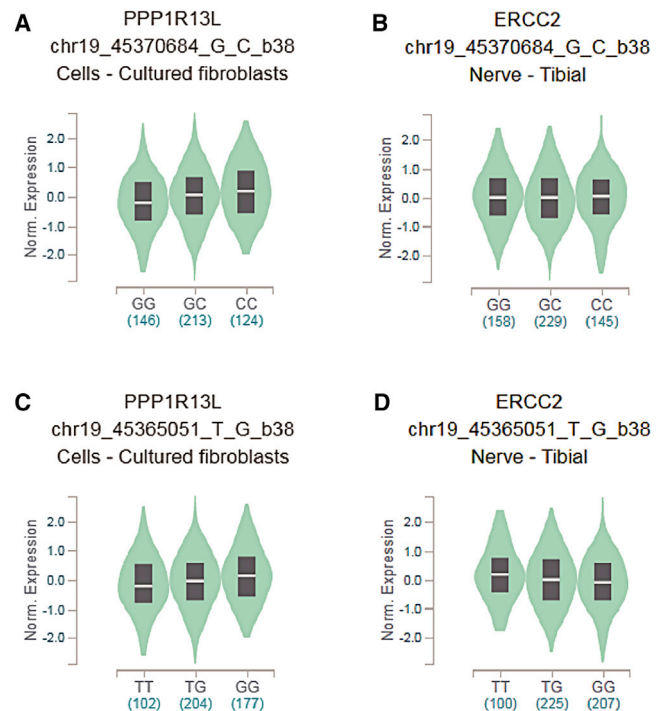 A
PPP1R13L
chr19_45370684_G_C_b38
Cells - Cultured fibroblasts
Norm. Expression
2.0
1.0
0.0
-1.0
-2.0
GG GC CC
(146) (213) (124)
B
ERCC2
chr19_45370684_G_C_b38
Nerve - Tibial
Norm. Expression
2.0
1.0
0.0
-1.0
-2.0
GG GC CC
(158) (229) (145)
C
PPP1R13L
chr19_45365051_T_G_b38
Cells - Cultured fibroblasts
Norm. Expression
2.0
1.0
0.0
-1.0
-2.0
TT TG GG
(102) (204) (177)
D
ERCC2
chr19_45365051_T_G_b38
Nerve - Tibial
Norm. Expression
2.0
1.0
0.0
-1.0
-2.0
TT TG GG
(100) (225) (207)